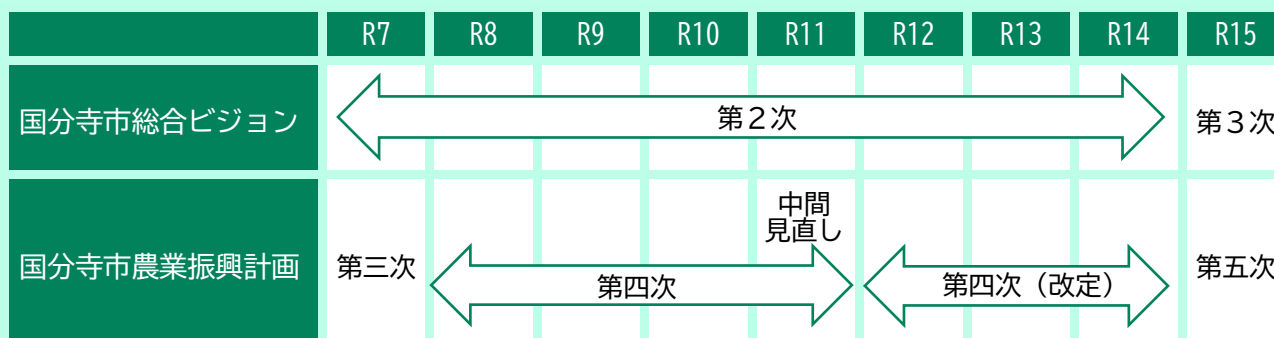 R7 R8 R9 R10 R11 R12 R13 R14 R15
国分寺市総合ビジョン 第２次 第３次
中間
見直し
国分寺市農業振興計画 第三次 第四次 第四次（改定） 第五次